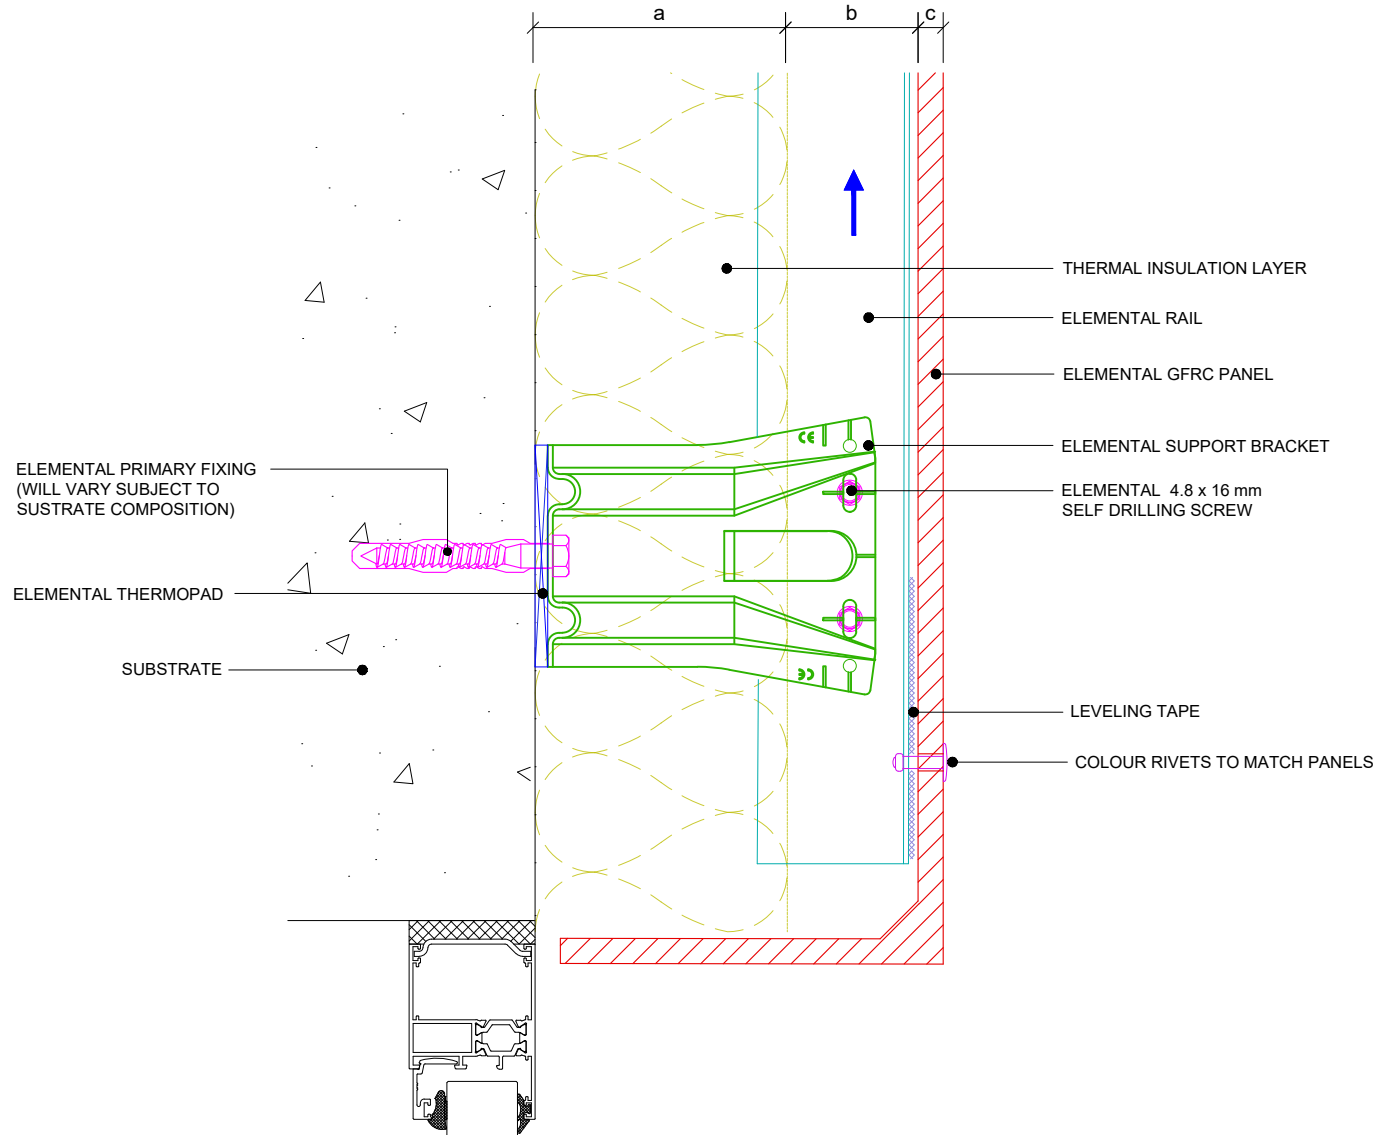 a b c
THERMAL INSULATION LAYER
ELEMENTAL RAIL
ELEMENTAL GFRC PANEL
ELEMENTAL SUPPORT BRACKET
ELEMENTAL 4.8 x 16 mm
SELF DRILLING SCREW
ELEMENTAL PRIMARY FIXING
(WILL VARY SUBJECT TO
SUSTRATE COMPOSITION)
ELEMENTAL THERMOPAD
SUBSTRATE
LEVELING TAPE
COLOUR RIVETS TO MATCH PANELS
CE
CE